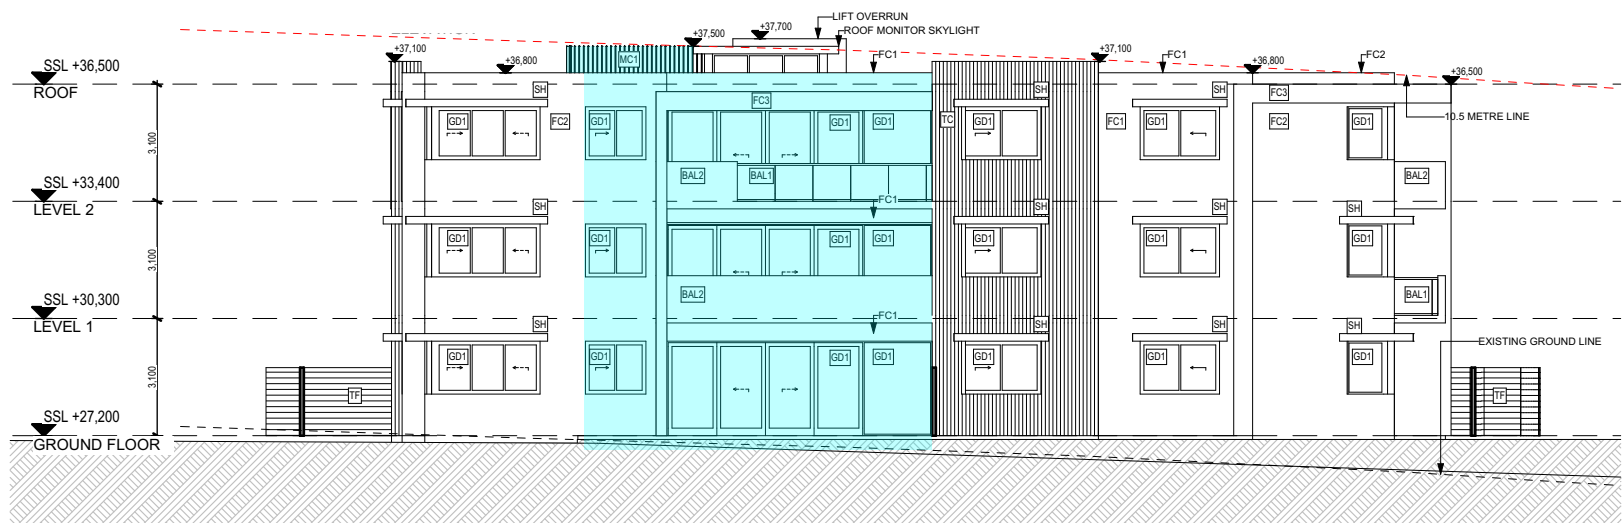 LIFT OVERRUN
+37,700
ROOF MONITOR SKYLIGHT
+37,500
+37,100
MC1
FC1
+37,100
FC1
FC2
SSL +36,500
ROOF
+36,800
+36,800
+36,500
SH
SH
SH
FC3
FC3
GD1
FC2
GD1
GD1
GD1
TC
GD1
FC1
GD1
FC2
GD1
10.5 METRE LINE
3,100
SSL +33,400
LEVEL 2
BAL2
BAL1
BAL2
FC1
SH
SH
SH
SH
GD1
GD1
GD1
GD1
GD1
GD1
GD1
3,100
SSL +30,300
LEVEL 1
BAL2
BAL1
FC1
SH
SH
SH
SH
EXISTING GROUND LINE
GD1
GD1
GD1
GD1
GD1
GD1
GD1
3,100
TF
TF
SSL +27,200
GROUND FLOOR